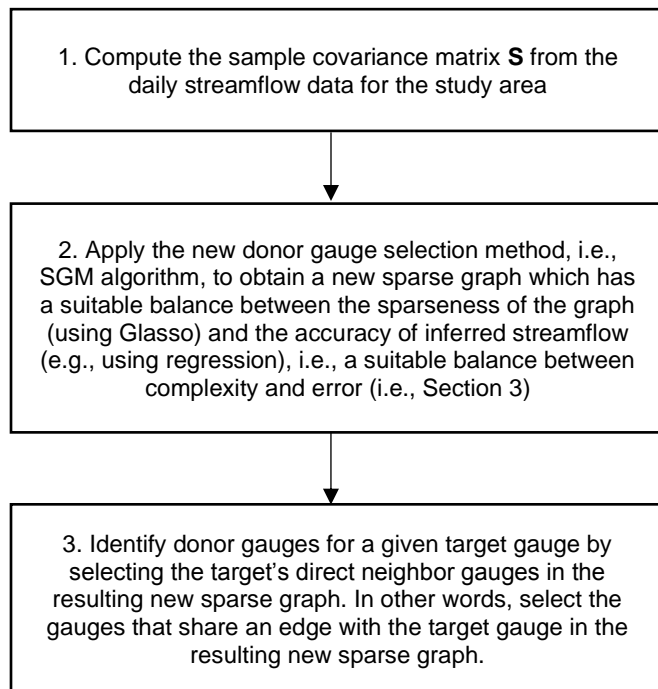 1. Compute the sample covariance matrix S from the
daily streamflow data for the study area
2. Apply the new donor gauge selection method, i.e.,
SGM algorithm, to obtain a new sparse graph which has
a suitable balance between the sparseness of the graph
(using Glasso) and the accuracy of inferred streamflow
(e.g., using regression), i.e., a suitable balance between
complexity and error (i.e., Section 3)
3. Identify donor gauges for a given target gauge by
selecting the target’s direct neighbor gauges in the
resulting new sparse graph. In other words, select the
gauges that share an edge with the target gauge in the
resulting new sparse graph.